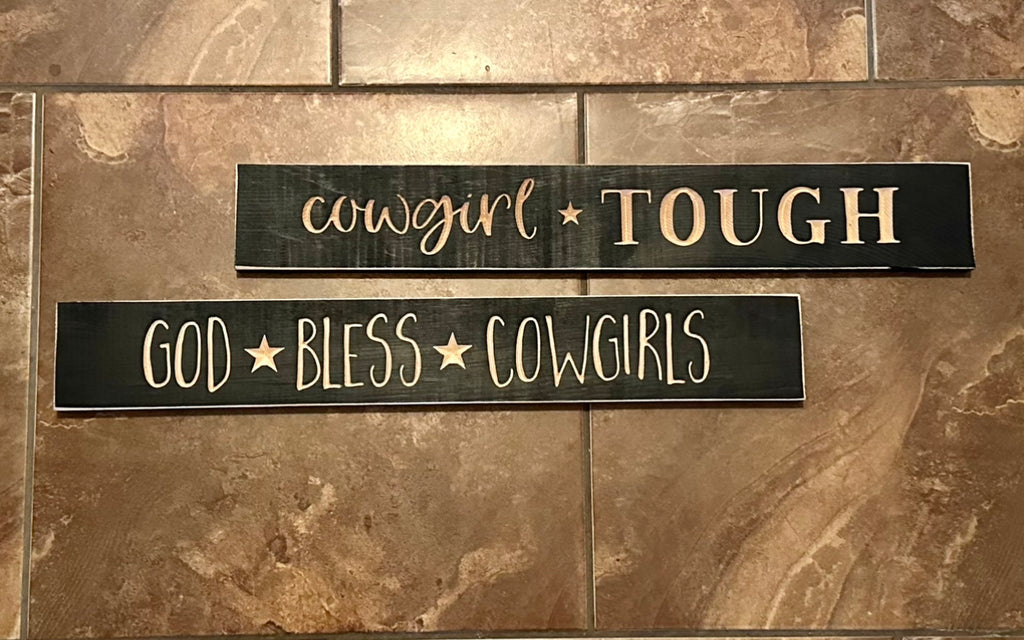 cowgirl ★ TOUGH
GOD ★ BLESS ★ COWGIRLS